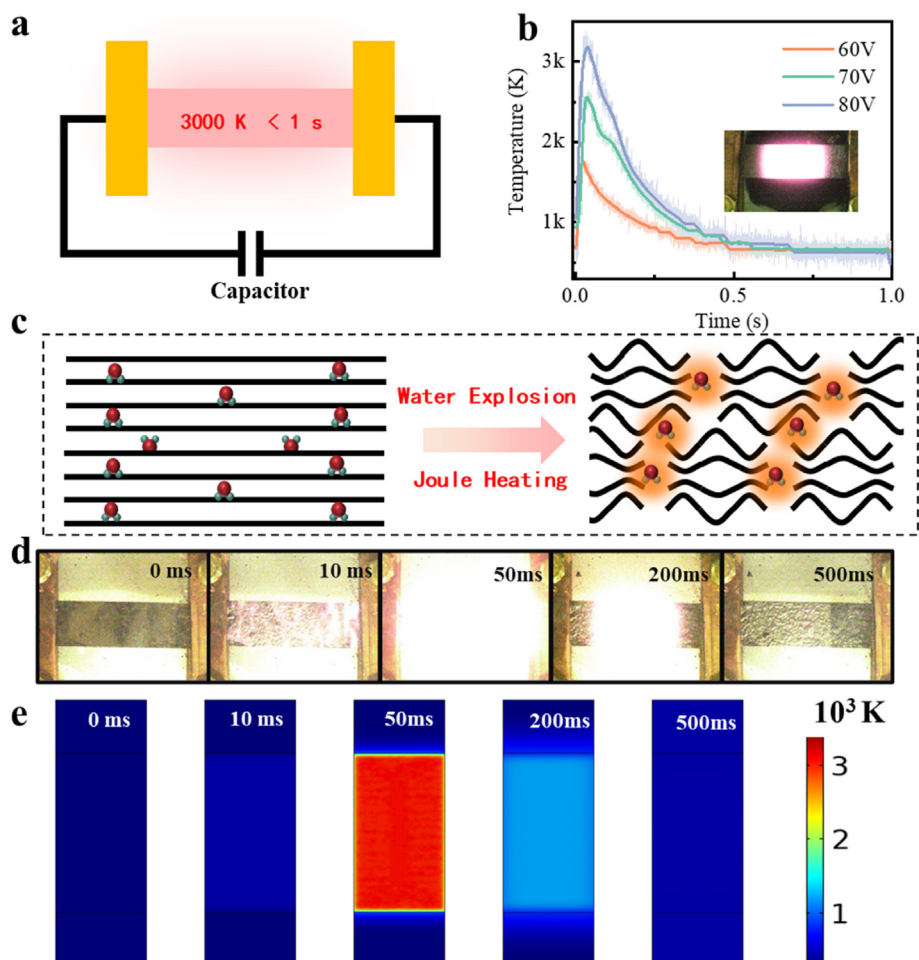 a
3000 K < 1 s
Capacitor
b
Temperature (K)
3k
2k
1k
60V
70V
80V
0.0
0.5
1.0
Time (s)
c
Water Explosion
Joule Heating
d
0 ms
10 ms
50ms
200ms
500ms
e
0 ms
10 ms
50ms
200ms
500ms
10³ K
3
2
1